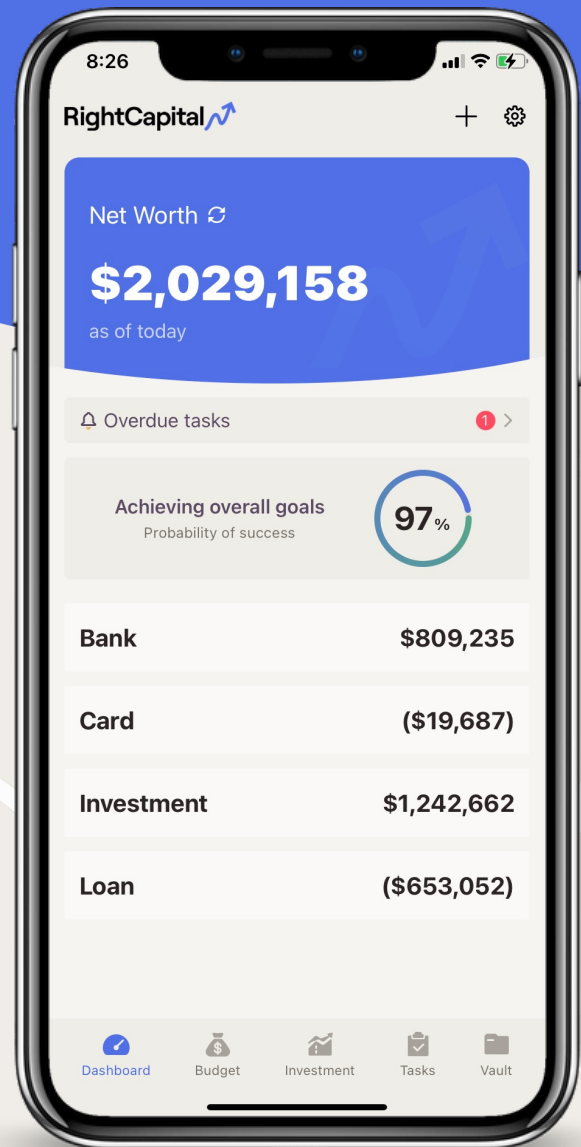 8:26
RightCapital
Net Worth
$2,029,158
as of today
Overdue tasks 1
Achieving overall goals
Probability of success
97%
Bank $809,235
Card ($19,687)
Investment $1,242,662
Loan ($653,052)
Dashboard Budget Investment Tasks Vault